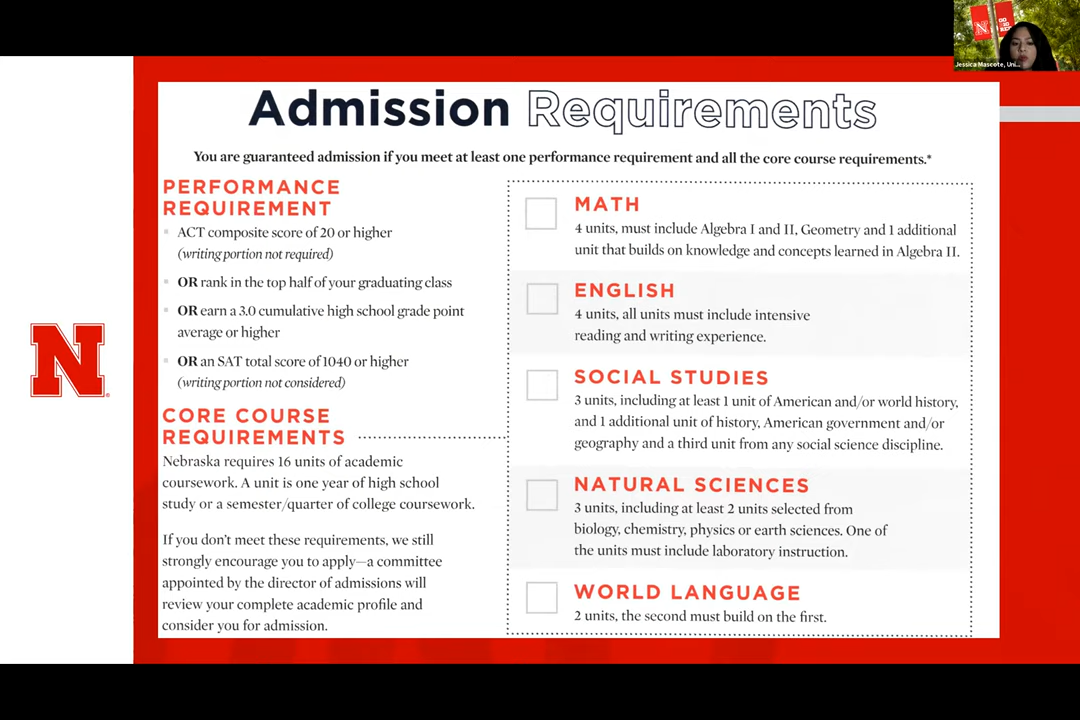 GO
Jessica Mascote, Uni...
Admission Requirements
You are guaranteed admission if you meet at least one performance requirement and all the core course requirements.*
PERFORMANCE
REQUIREMENT
ACT composite score of 20 or higher
(writing portion not required)
OR rank in the top half of your graduating class
OR earn a 3.0 cumulative high school grade point
average or higher
OR an SAT total score of 1040 or higher
(writing portion not considered)
CORE COURSE
REQUIREMENTS
Nebraska requires 16 units of academic
coursework. A unit is one year of high school
study or a semester/quarter of college coursework.
If you don't meet these requirements, we still
strongly encourage you to apply—a committee
appointed by the director of admissions will
review your complete academic profile and
consider you for admission.
MATH
4 units, must include Algebra I and II, Geometry and 1 additional
unit that builds on knowledge and concepts learned in Algebra II.
ENGLISH
4 units, all units must include intensive
reading and writing experience.
SOCIAL STUDIES
3 units, including at least 1 unit of American and/or world history,
and 1 additional unit of history, American government and/or
geography and a third unit from any social science discipline.
NATURAL SCIENCES
3 units, including at least 2 units selected from
biology, chemistry, physics or earth sciences. One of
the units must include laboratory instruction.
WORLD LANGUAGE
2 units, the second must build on the first.
N